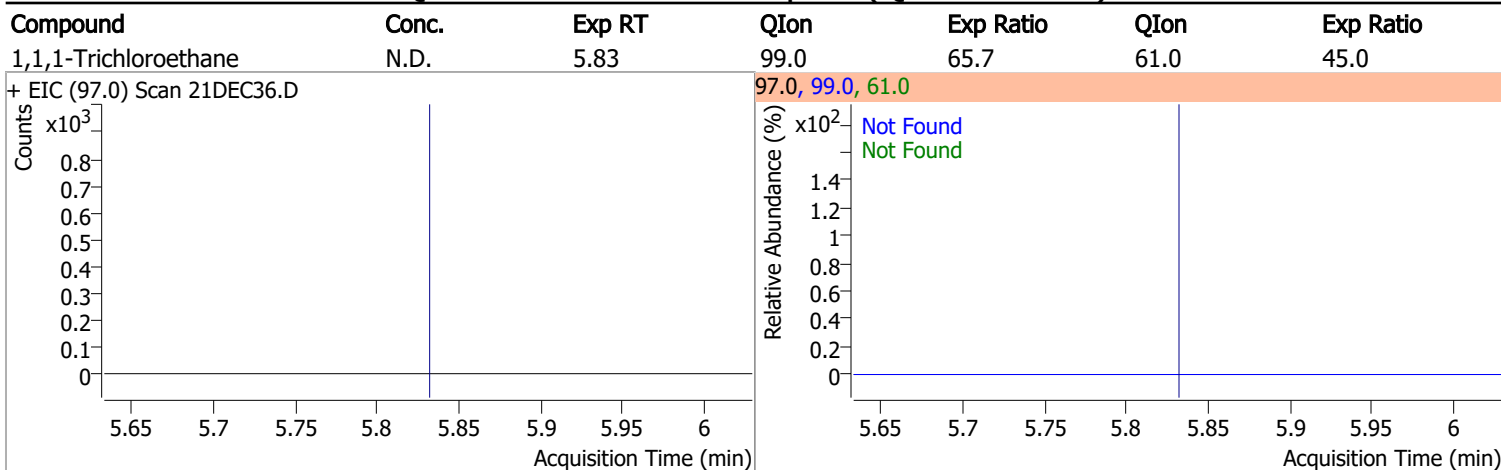 Compound Conc. Exp RT QIon Exp Ratio QIon Exp Ratio
1,1,1-Trichloroethane N.D. 5.83 99.0 65.7 61.0 45.0
+ EIC (97.0) Scan 21DEC36.D
Counts
x10³
0.8
0.7
0.6
0.5
0.4
0.3
0.2
0.1
0
5.65 5.7 5.75 5.8 5.85 5.9 5.95 6
Acquisition Time (min)
97.0, 99.0, 61.0
Relative Abundance (%)
x10²
Not Found
Not Found
1.4
1.2
1
0.8
0.6
0.4
0.2
0
5.65 5.7 5.75 5.8 5.85 5.9 5.95 6
Acquisition Time (min)